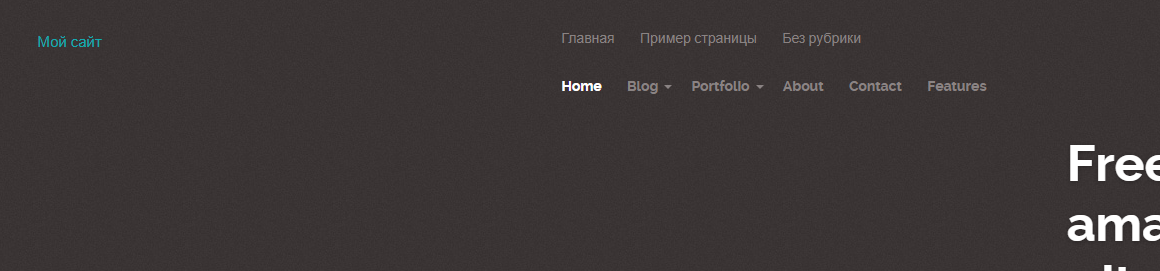 Мой сайт
Главная Пример страницы Без рубрики
Home Blog Portfolio About Contact Features
Free
ama